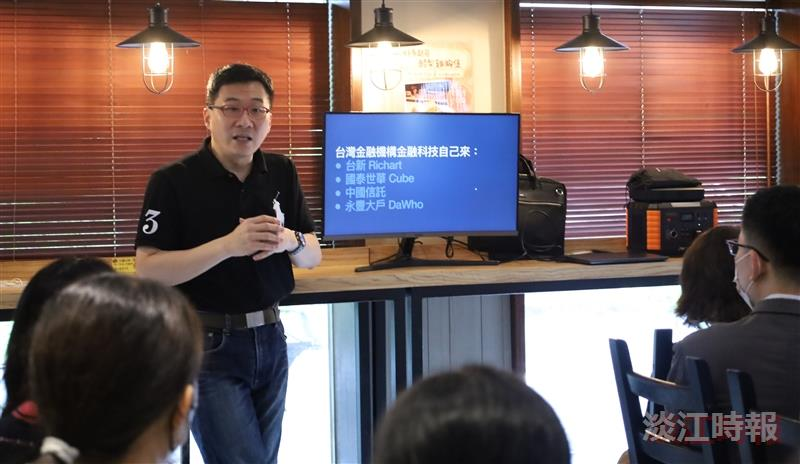 台灣金融機構金融科技自己來：
● 台新 Richart
● 國泰世華 Cube
● 中國信託
● 永豐大戶 DaWho
3
淡江時報